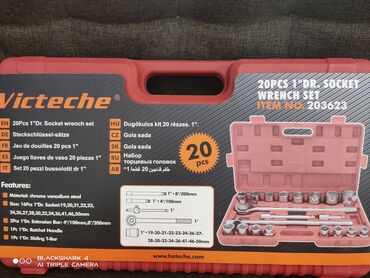 Victeche
20PCS 1"DR. SOCKET
WRENCH SET
ITEM NO. 203623
EN 20Pcs 1"Dr. Socket wrench set
DE Steckschlüssel-sätze
FR Jeu de douilles 20 pcs 1"
ES Juego llaves de vaso 20 piezas 1"
IT Set 20 pezzi bussolotti di 1"
HU Dugókulcs kit 20 részes. 1".
CZ Gola sada
SK Gola sada
RU Набор
торцевых головок
AR
20
pcs
Features:
Material: chrome vanadium steel
Size: 16Pcs 1"Dr. Socket19,20,21,22,23,
24,26,27,28,30,32,34,36,41,46,50mm
2Pcs 1"Dr. Extension Bar 4"/100mm,8"/200mm
1Pc 1"Dr. Ratchet Handle
1Pc 1"Dr. Sliding T-Bar
1"·8"/200mm
1"·4"/100mm
1"
1"
1"·19-20-21-22-23-24-26-27-
28-30-32-34-36-41-46-50mm
www.hoteche.com
BLACKSHARK 4
AI TRIPLE CAMERA